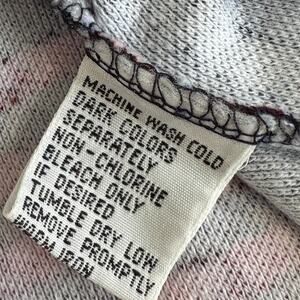 MACHINE WASH COLD
DARK COLORS
SEPARATELY
NON-CHLORINE
BLEACH ONLY
IF DESIRED
TUMBLE DRY LOW
REMOVE PROMPTLY
WARM IRON